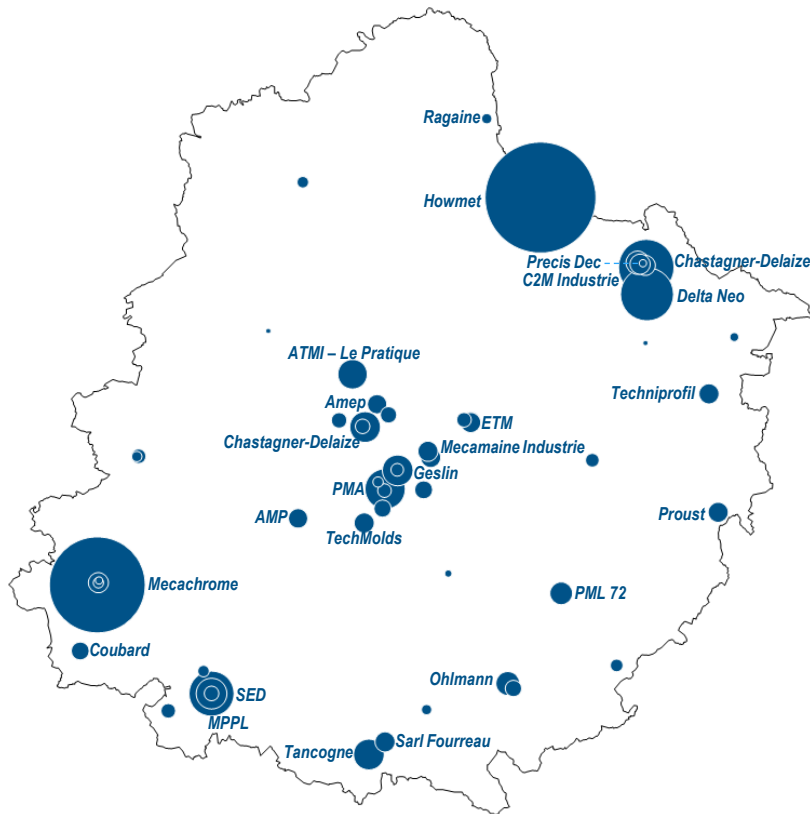 Ragaine
Howmet
Precis Dec
Chastagner-Delaize
C2M Industrie
Delta Neo
ATMI – Le Pratique
Techniprofil
Amep
ETM
Chastagner-Delaize
Mecamaine Industrie
Geslin
PMA
AMP
Proust
TechMolds
Mecachrome
PML 72
Coubard
Ohlmann
SED
MPPL
Sarl Fourreau
Tancogne